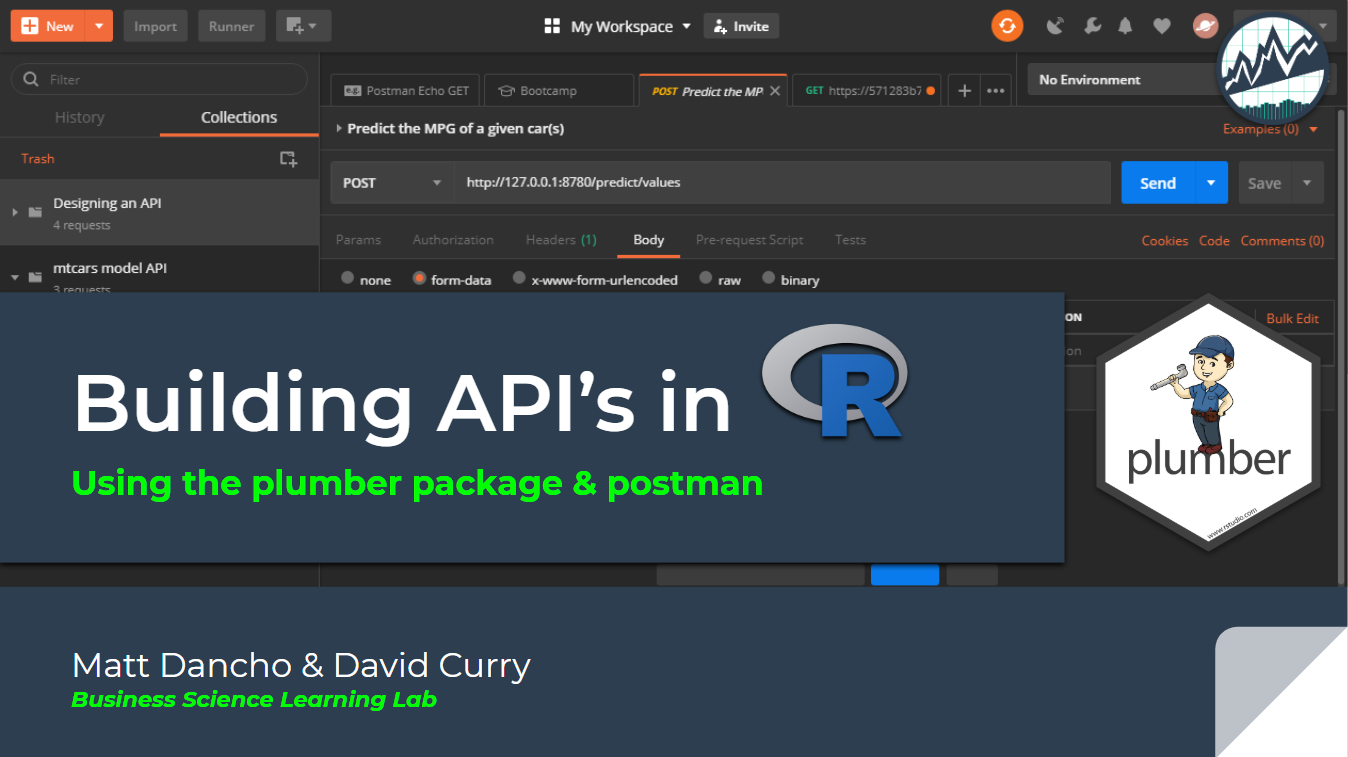 New
Import
Runner
My Workspace
Invite
Filter
History
Collections
Trash
Designing an API
4 requests
mtcars model API
3 requests
e.g. Postman Echo GET
Bootcamp
POST Predict the MP
GET https://571283b7
No Environment
Predict the MPG of a given car(s)
Examples (0)
POST
http://127.0.0.1:8780/predict/values
Send
Save
Params
Authorization
Headers (1)
Body
Pre-request Script
Tests
Cookies
Code
Comments (0)
none
form-data
x-www-form-urlencoded
raw
binary
ON
Bulk Edit
on
Building API’s in R
Using the plumber package & postman
plumber
www.rstudio.com
Matt Dancho & David Curry
Business Science Learning Lab